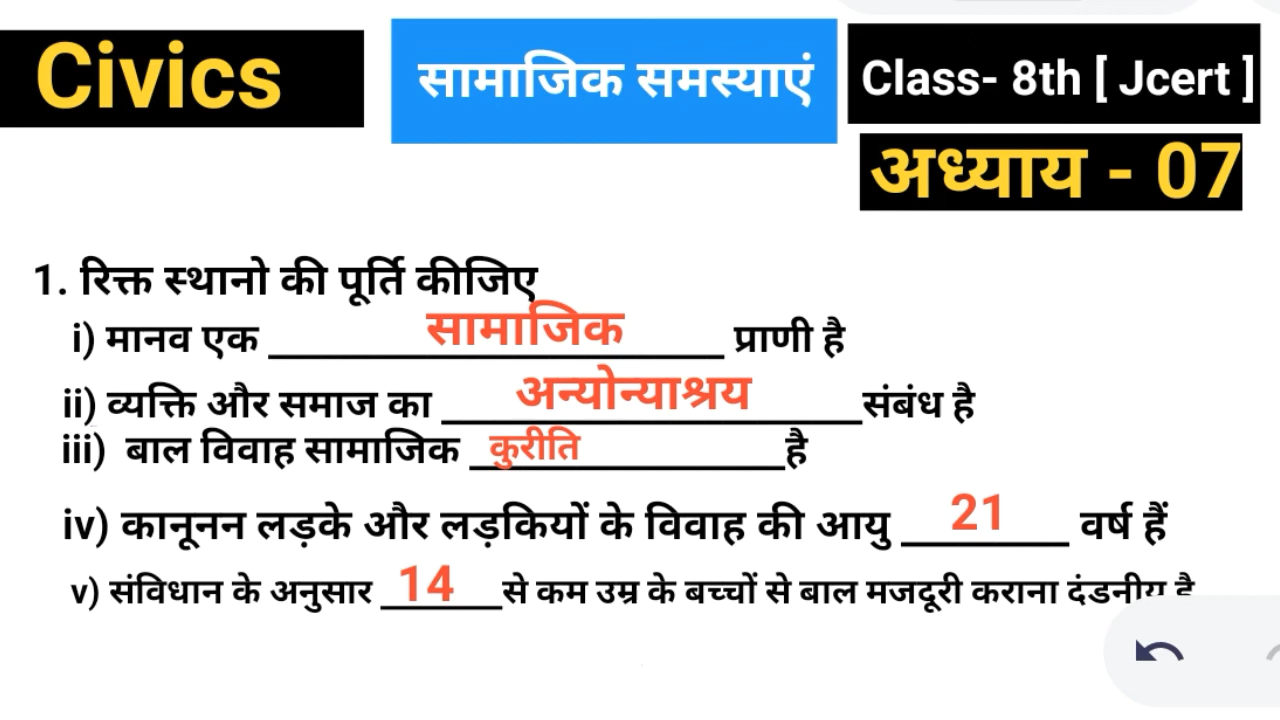 Civics
सामाजिक समस्याएं
Class- 8th [ Jcert ]
अध्याय - 07
1. रिक्त स्थानो की पूर्ति कीजिए
i) मानव एक सामाजिक प्राणी है
ii) व्यक्ति और समाज का अन्योन्याश्रय संबंध है
iii) बाल विवाह सामाजिक कुरीति है
iv) कानूनन लड़के और लड़कियों के विवाह की आयु 21 वर्ष हैं
v) संविधान के अनुसार 14 से कम उम्र के बच्चों से बाल मजदूरी कराना दंडनीय है